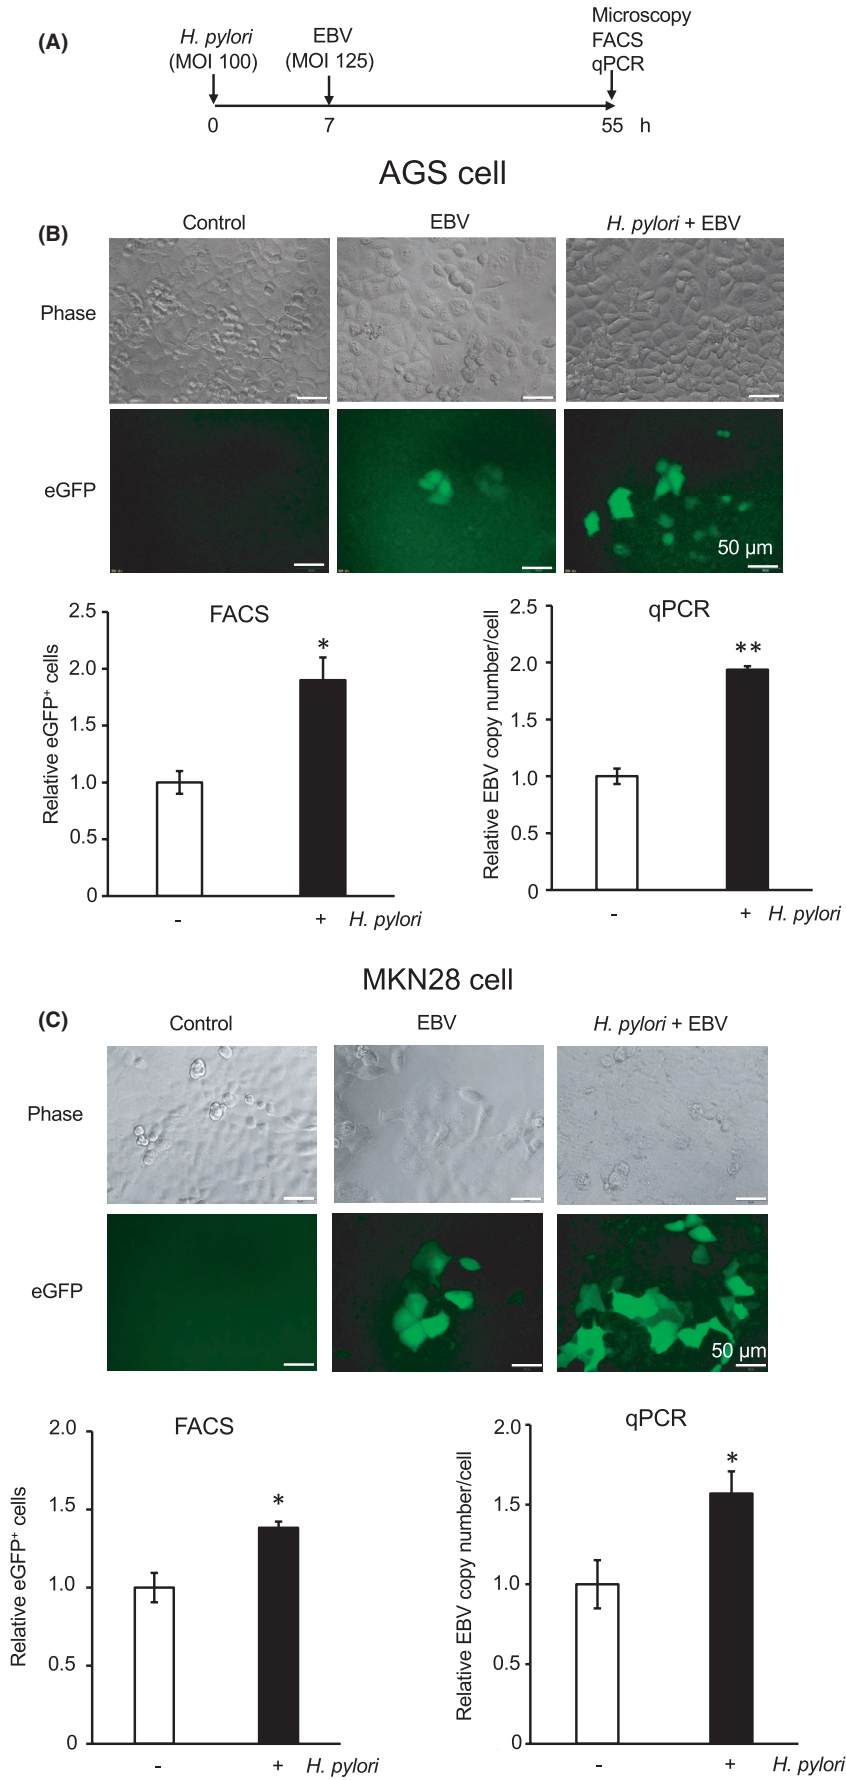 (A)
H. pylori
(MOI 100)
EBV
(MOI 125)
Microscopy
FACS
qPCR
0 7 55 h
AGS cell
(B)
Control EBV H. pylori + EBV
Phase
eGFP
50 µm
FACS
Relative eGFP+ cells
2.5
2.0
1.5
1.0
0.5
0
*
- + H. pylori
qPCR
Relative EBV copy number/cell
2.5
2.0
1.5
1.0
0.5
0
**
- + H. pylori
MKN28 cell
(C)
Control EBV H. pylori + EBV
Phase
eGFP
50 µm
FACS
Relative eGFP+ cells
2.0
1.5
1.0
0.5
0
*
- + H. pylori
qPCR
Relative EBV copy number/cell
2.0
1.5
1.0
0.5
0
*
- + H. pylori